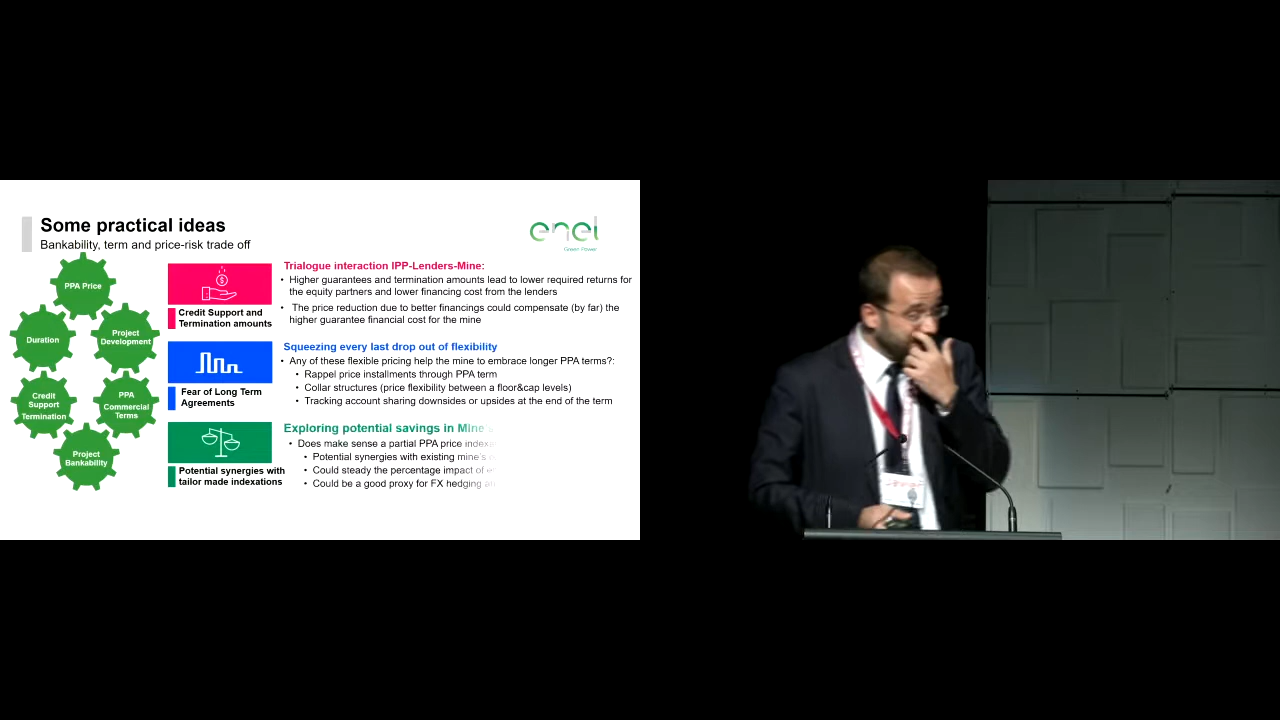 Some practical ideas
Bankability, term and price-risk trade off
enel
Green Power
PPA Price
Duration
Project
Development
Credit
Support
Termination
PPA
Commercial
Terms
Project
Bankability
Credit Support and
Termination amounts
Trialogue interaction IPP-Lenders-Mine:
• Higher guarantees and termination amounts lead to lower required returns for
the equity partners and lower financing cost from the lenders
• The price reduction due to better financings could compensate (by far) the
higher guarantee financial cost for the mine
Fear of Long Term
Agreements
Squeezing every last drop out of flexibility
• Any of these flexible pricing help the mine to embrace longer PPA terms?:
• Rappel price installments through PPA term
• Collar structures (price flexibility between a floor&cap levels)
• Tracking account sharing downsides or upsides at the end of the term
Potential synergies with
tailor made indexations
Exploring potential savings in Mine
• Does make sense a partial PPA price
• Potential synergies with existing mine's
• Could steady the percentage impact of
• Could be a good proxy for FX hedging